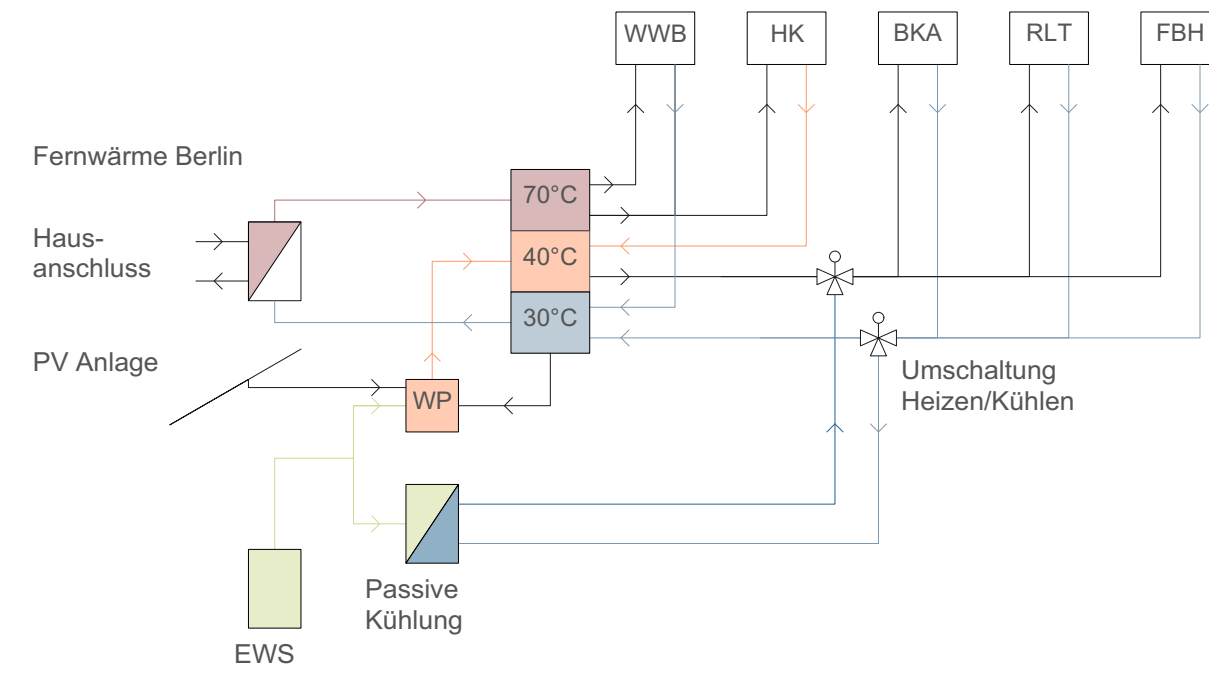 WWB
HK
BKA
RLT
FBH
Fernwärme Berlin
70°C
Haus-
anschluss
40°C
30°C
PV Anlage
Umschaltung
Heizen/Kühlen
WP
Passive
Kühlung
EWS